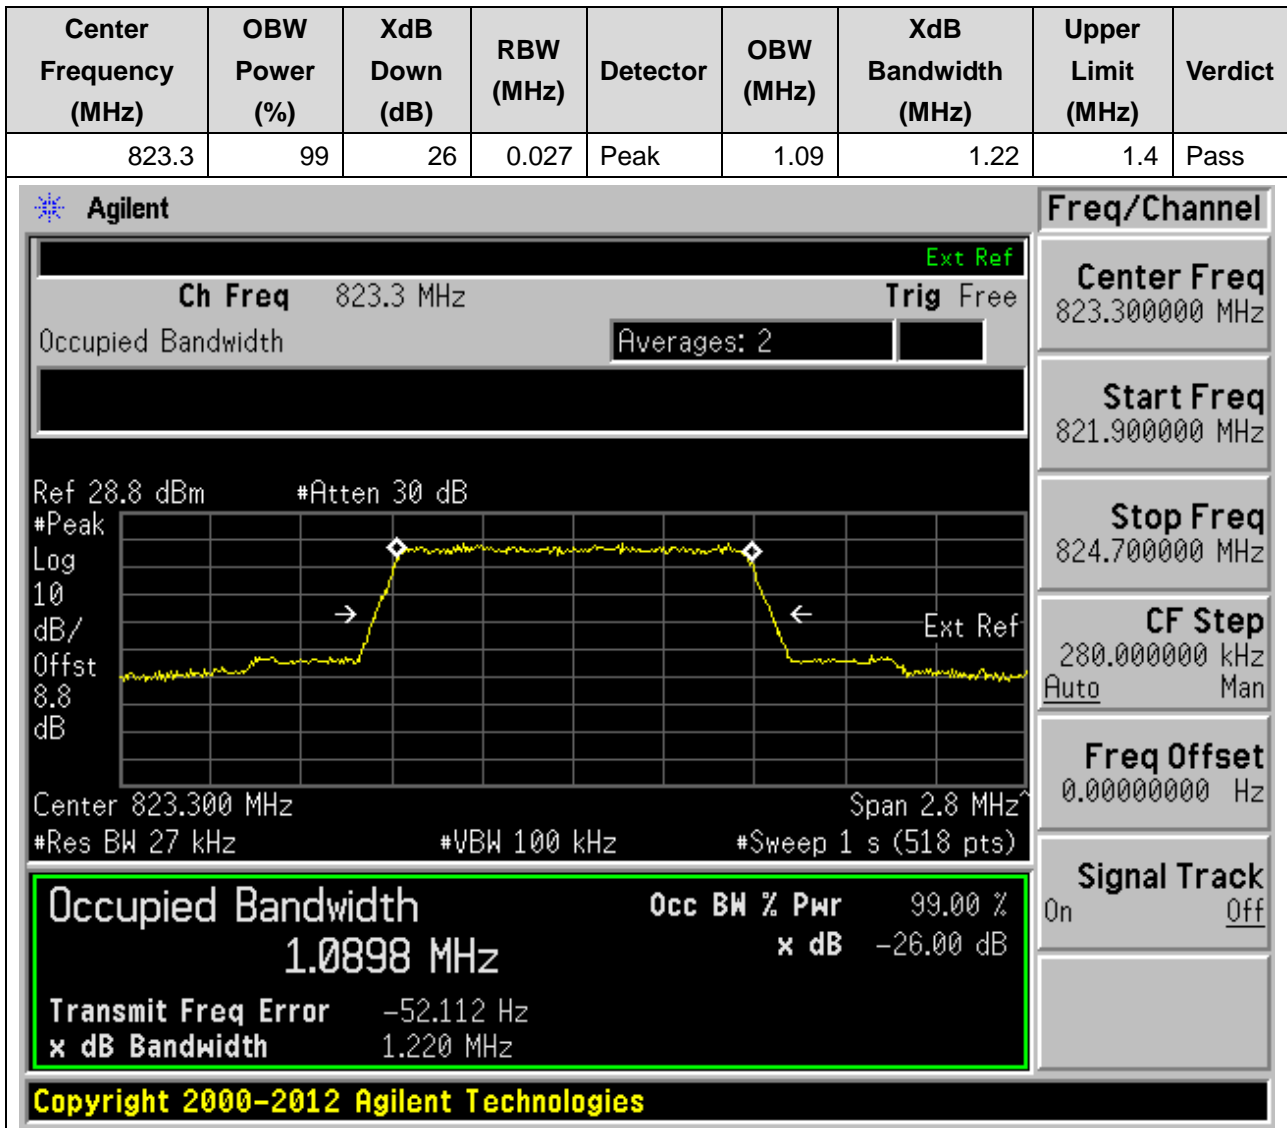 Center Frequency (MHz) OBW Power (%) XdB Down (dB) RBW (MHz) Detector OBW (MHz) XdB Bandwidth (MHz) Upper Limit (MHz) Verdict
823.3 99 26 0.027 Peak 1.09 1.22 1.4 Pass
Agilent
Freq/Channel
Ext Ref
Ch Freq 823.3 MHz Trig Free
Occupied Bandwidth Averages: 2
Center Freq
823.300000 MHz
Start Freq
821.900000 MHz
Stop Freq
824.700000 MHz
CF Step
280.000000 kHz
Auto Man
Freq Offset
0.00000000 Hz
Signal Track
On Off
Ref 28.8 dBm #Atten 30 dB
#Peak
Log
10
dB/
Offst
8.8
dB
Ext Ref
Center 823.300 MHz Span 2.8 MHz^
#Res BW 27 kHz #VBW 100 kHz #Sweep 1 s (518 pts)
Occupied Bandwidth Occ BW % Pwr 99.00 %
1.0898 MHz x dB -26.00 dB
Transmit Freq Error -52.112 Hz
x dB Bandwidth 1.220 MHz
Copyright 2000-2012 Agilent Technologies